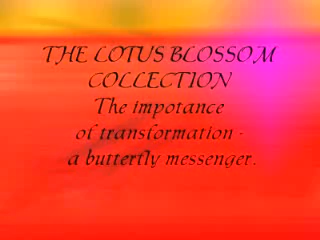 THE LOTUS BLOSSOM
COLLECTION
The impotance
of transformation -
a butterfly messenger.